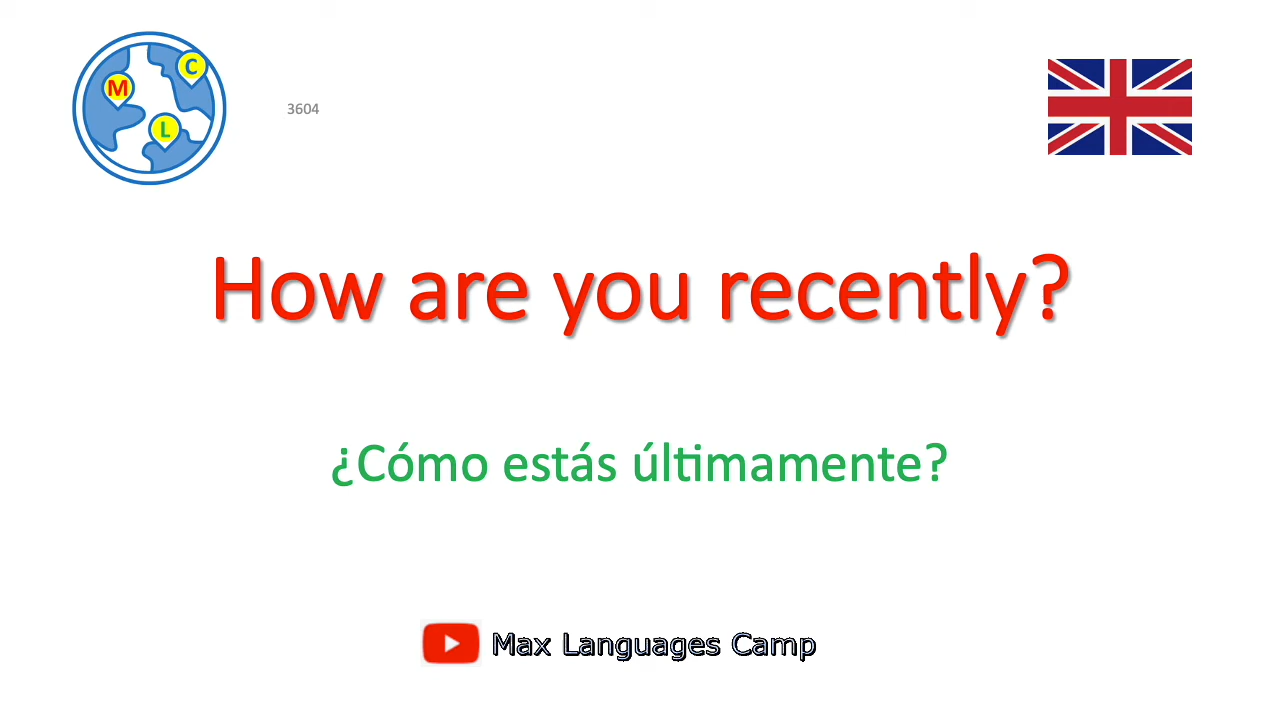 C
M
L
3604
How are you recently?
¿Cómo estás últimamente?
Max Languages Camp